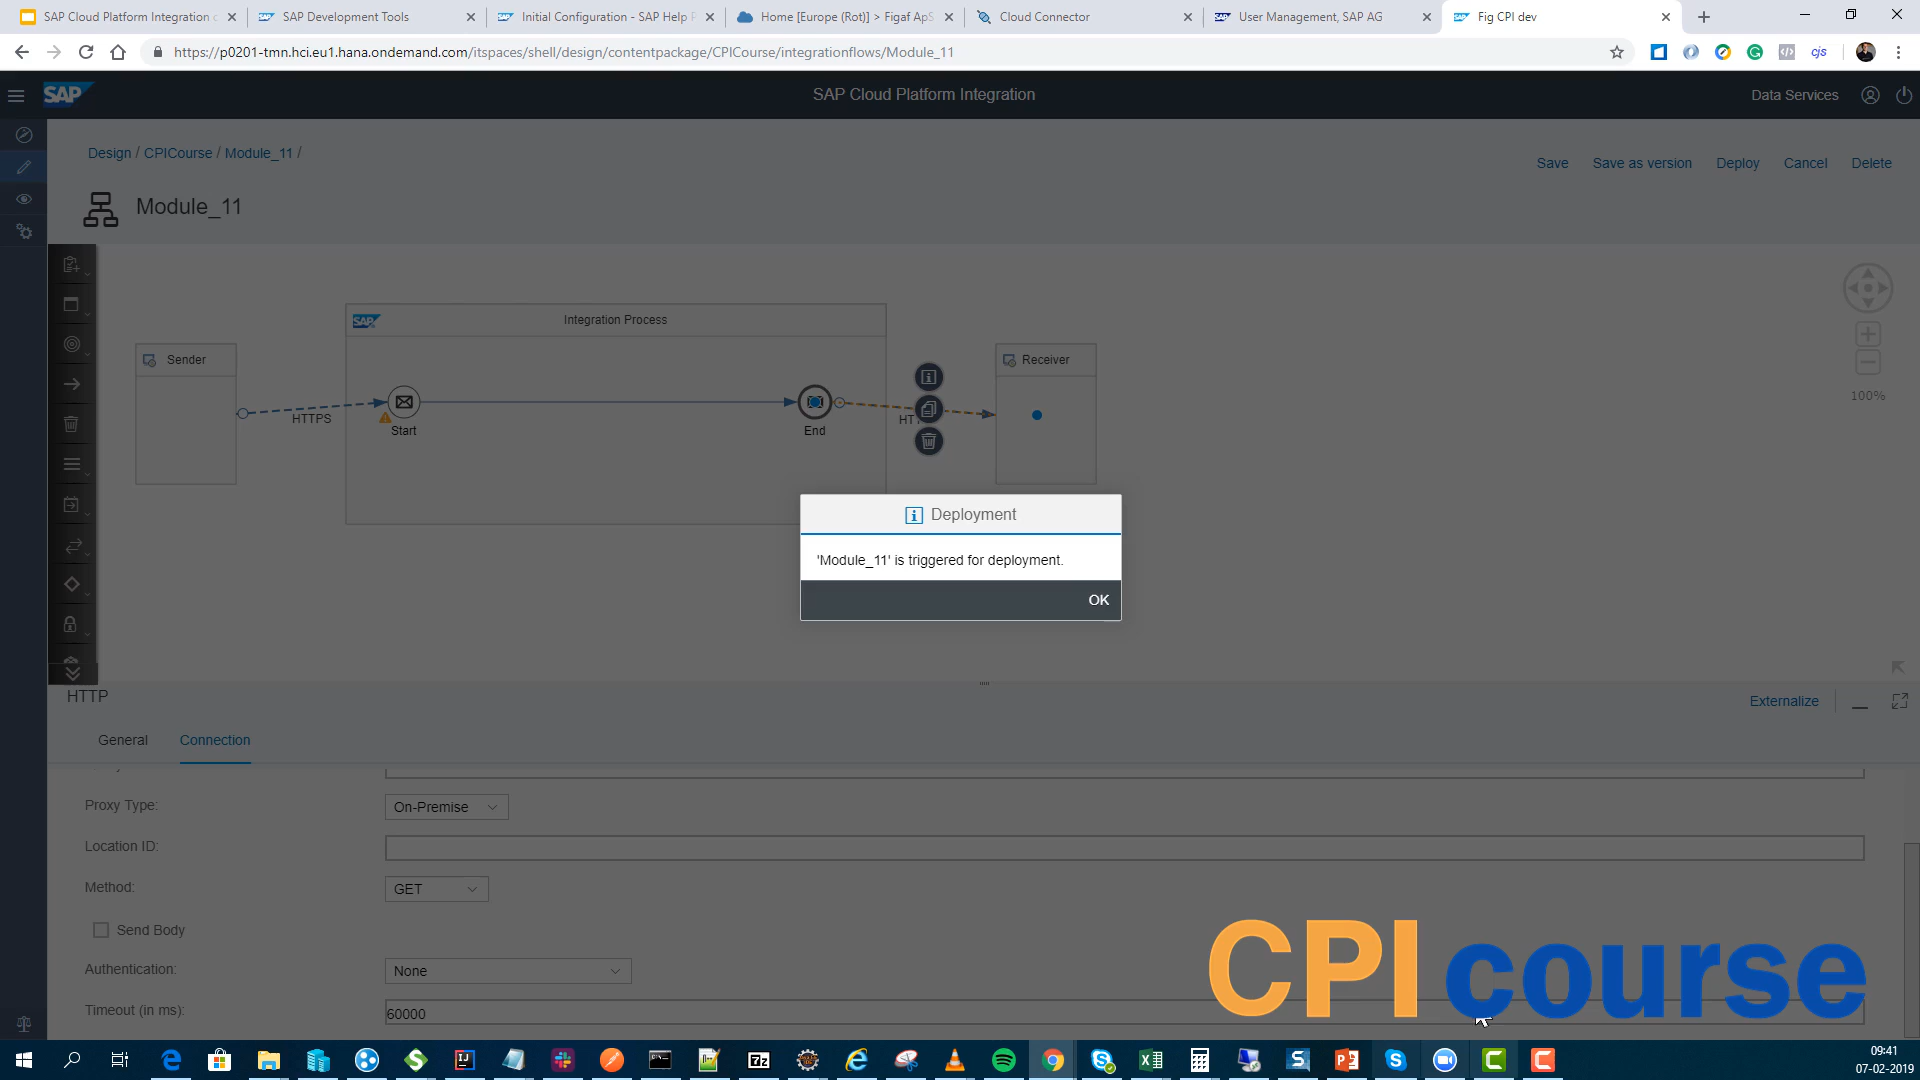 SAP Cloud Platform Integration c
SAP Development Tools
Initial Configuration - SAP Help P
Home [Europe (Rot)] > Figaf ApS
Cloud Connector
User Management, SAP AG
Fig CPI dev
https://p0201-tmn.hci.eu1.hana.ondemand.com/itspaces/shell/design/contentpackage/CPICourse/integrationflows/Module_11
cjs
SAP
SAP Cloud Platform Integration
Data Services
Design / CPICourse / Module_11 /
Save
Save as version
Deploy
Cancel
Delete
Module_11
SAP
Integration Process
Sender
Receiver
HTTPS
HT
Start
End
100%
Deployment
'Module_11' is triggered for deployment.
OK
HTTP
Externalize
General
Connection
Proxy Type:
On-Premise
Location ID:
Method:
GET
Send Body
Authentication:
None
Timeout (in ms):
60000
CPI course
09:41
07-02-2019